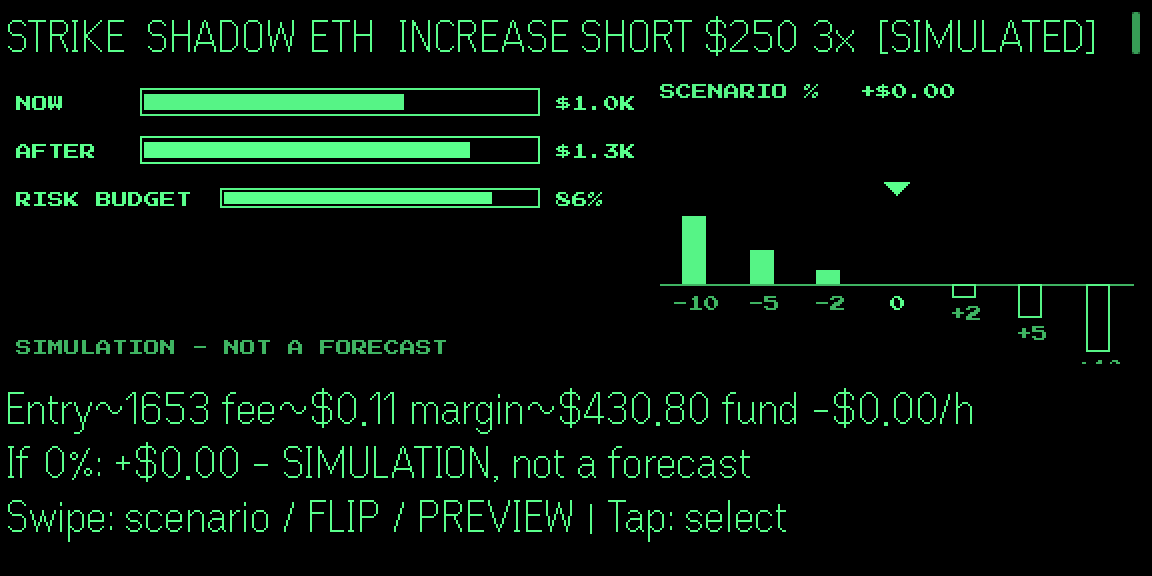 STRIKE SHADOW ETH INCREASE SHORT $250 3x [SIMULATED]
NOW $1.0K
AFTER $1.3K
RISK BUDGET 86%
SCENARIO % +$0.00
-10 -5 -2 0 +2 +5
SIMULATION - NOT A FORECAST
Entry~1653 fee~$0.11 margin~$430.80 fund -$0.00/h
If 0%: +$0.00 - SIMULATION, not a forecast
Swipe: scenario / FLIP / PREVIEW | Tap: select